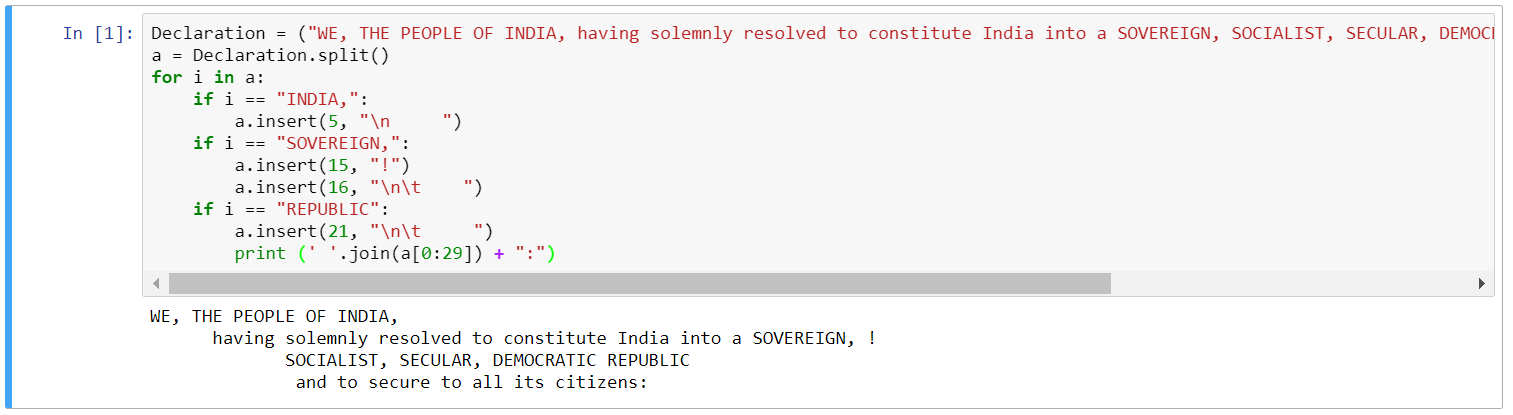 In [1]: Declaration = ("WE, THE PEOPLE OF INDIA, having solemnly resolved to constitute India into a SOVEREIGN, SOCIALIST, SECULAR, DEMOC
a = Declaration.split()
for i in a:
    if i == "INDIA,":
        a.insert(5, "\n     ")
    if i == "SOVEREIGN,":
        a.insert(15, "!")
        a.insert(16, "\n\t    ")
    if i == "REPUBLIC":
        a.insert(21, "\n\t     ")
        print (' '.join(a[0:29]) + ":")
WE, THE PEOPLE OF INDIA,
      having solemnly resolved to constitute India into a SOVEREIGN, !
             SOCIALIST, SECULAR, DEMOCRATIC REPUBLIC
              and to secure to all its citizens: